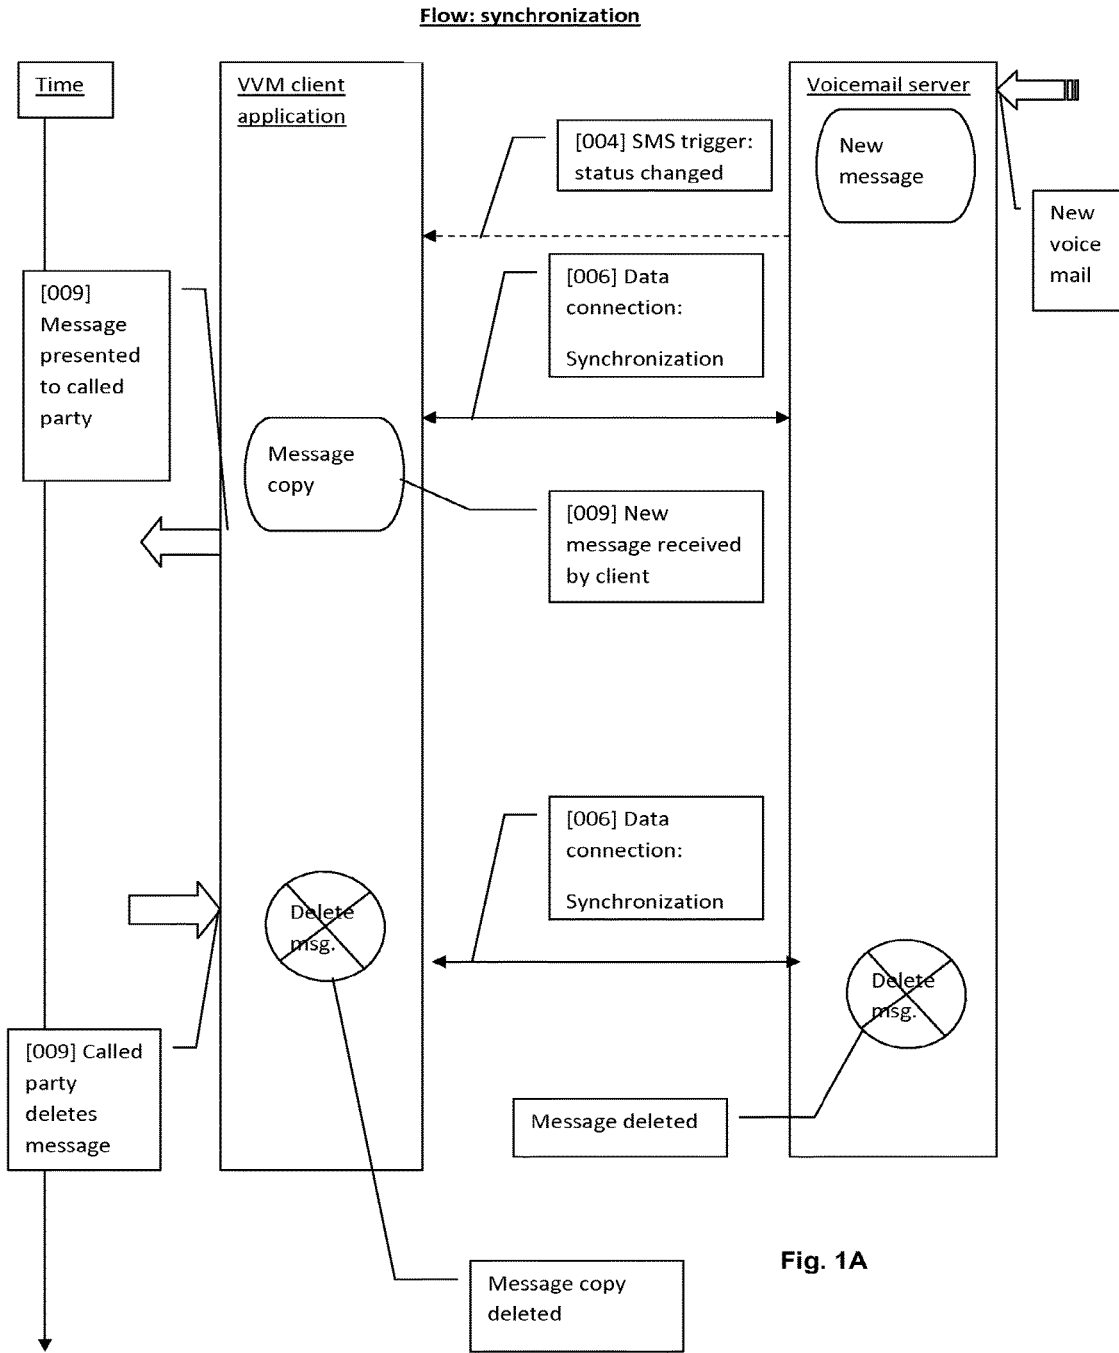 Flow: synchronization
Time
VVM client
application
Voicemail server
[004] SMS trigger:
status changed
New
message
New
voice
mail
[006] Data
connection:
Synchronization
[009]
Message
presented
to called
party
Message
copy
[009] New
message received
by client
[006] Data
connection:
Synchronization
Delete
msg.
Delete
msg.
[009] Called
party
deletes
message
Message deleted
Fig. 1A
Message copy
deleted